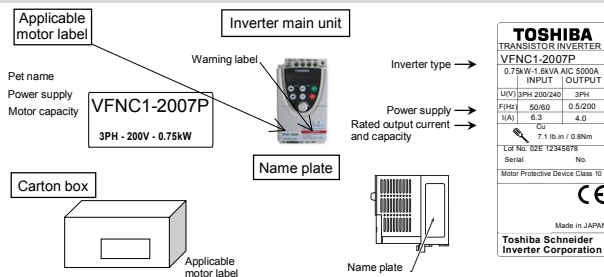 Applicable
motor label
Inverter main unit
Warning label
Pet name
Power supply
Motor capacity
VFNC1-2007P
3PH - 200V - 0.75kW
Name plate
Carton box
Applicable
motor label
Name plate
Inverter type
Power supply
Rated output current
and capacity
TOSHIBA
TRANSISTOR INVERTER
VFNC1-2007P
0.75kW-1.6kVA AIC 5000A
INPUT OUTPUT
U(V) 3PH 200/240 3PH
F(Hz) 50/60 0.5/200
I(A) 6.3 4.0
Cu
7.1 lb.in / 0.8Nm
Lot No. 02E 12345678
Serial No.
Motor Protective Device Class 10
CE
Made in JAPAN
Toshiba Schneider
Inverter Corporation